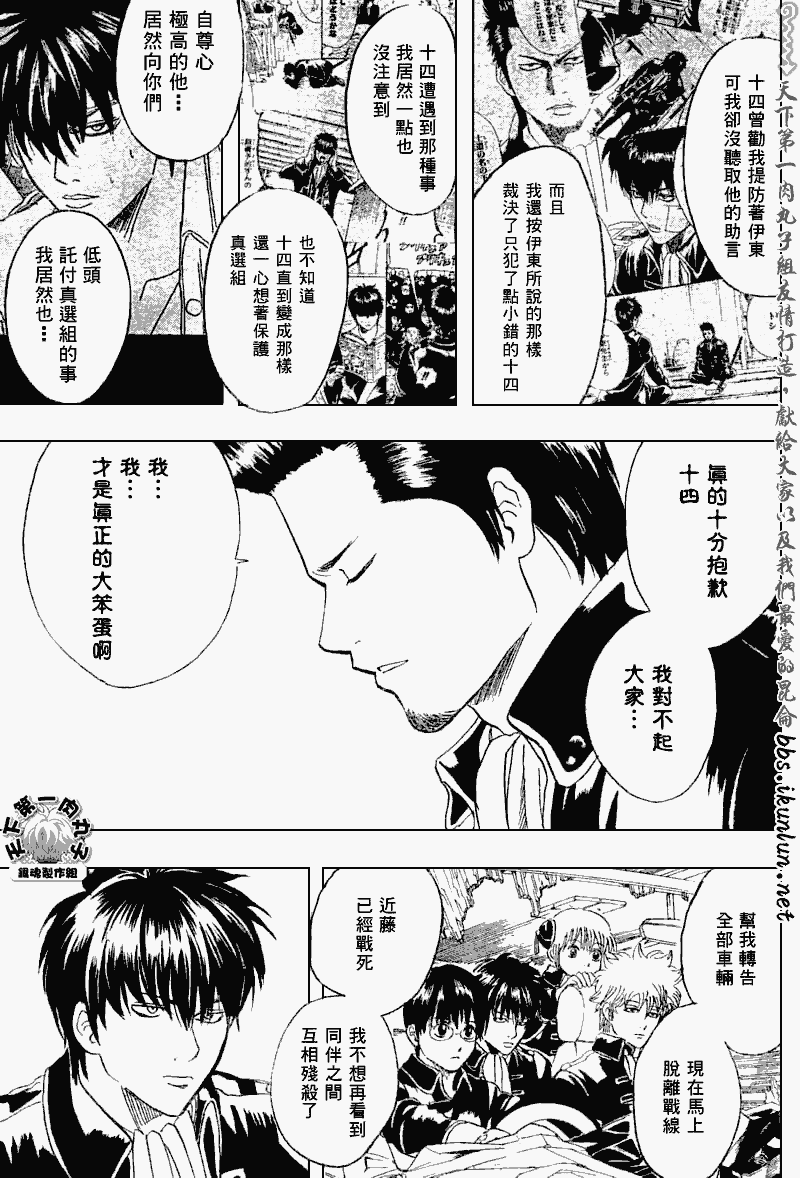 十四曾勸我提防著伊東
可我卻沒聽取他的助言
而且
我還按伊東所說的那樣
裁決了只犯了點小錯的十四
十四遭遇到那種事
我居然一點也
沒注意到
也不知道
十四直到變成那樣
還一心想著保護
真選組
自尊心
極高的他…
居然向你們
低頭
託付真選組的事
我居然也…
真的十分抱歉
十四
我對不起
大家…
我…
我…
才是真正的大笨蛋啊
幫我轉告
全部車輛
現在馬上
脫離戰線
近藤
已經戰死
我不想再看到
同伴之間
互相殘殺了
天下第一肉丸子組友情打造，獻給大家以及我們最愛的昆侖 bbs.ikunlun.net
天下第一肉丸子
銀魂製作組